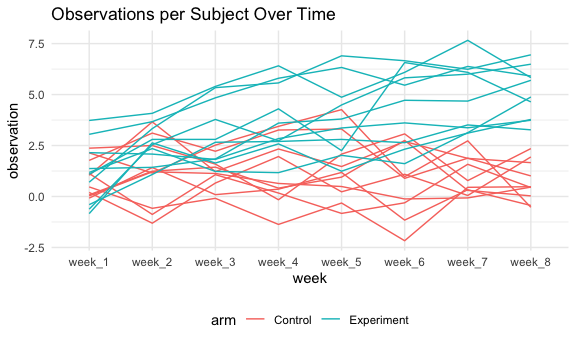 Observations per Subject Over Time
observation
7.5
5.0
2.5
0.0
-2.5
week_1 week_2 week_3 week_4 week_5 week_6 week_7 week_8
week
arm Control Experiment